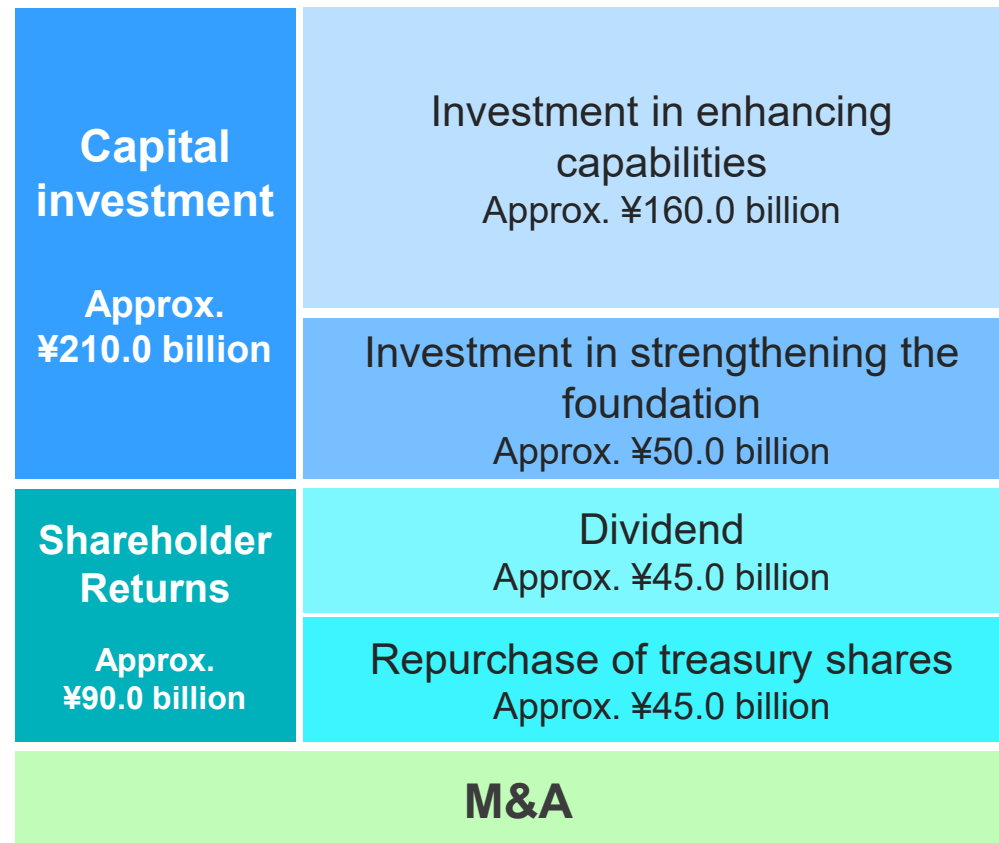 Capital
investment
Approx.
¥210.0 billion
Investment in enhancing
capabilities
Approx. ¥160.0 billion
Investment in strengthening the
foundation
Approx. ¥50.0 billion
Shareholder
Returns
Approx.
¥90.0 billion
Dividend
Approx. ¥45.0 billion
Repurchase of treasury shares
Approx. ¥45.0 billion
M&A